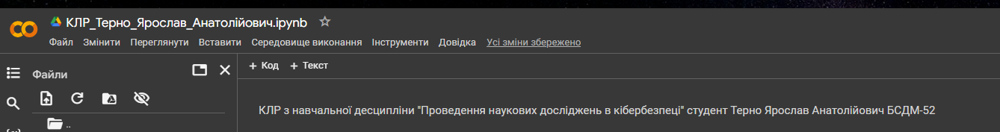 КЛР_Терно_Ярослав_Анатолійович.ipynb
Файл Змінити Переглянути Вставити Середовище виконання Інструменти Довідка Усі зміни збережено
Файли
+ Код + Текст
..
КЛР з навчальної десципліни "Проведення наукових досліджень в кібербезпеці" студент Терно Ярослав Анатолійович БСДМ-52